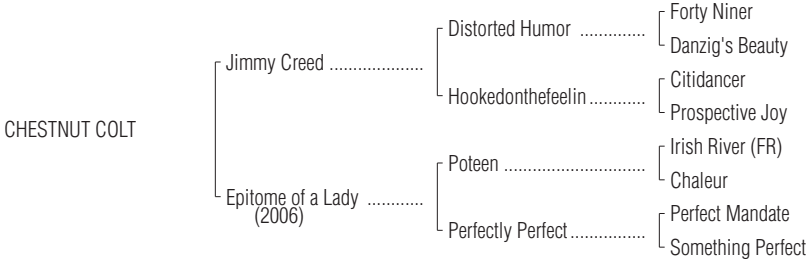 Forty Niner
Distorted Humor ..............
Danzig's Beauty
Jimmy Creed ....................
Citidancer
Hookedonthefeelin ............
Prospective Joy
CHESTNUT COLT
Irish River (FR)
Poteen ..............................
Chaleur
Epitome of a Lady ............
(2006)
Perfect Mandate
Perfectly Perfect ................
Something Perfect